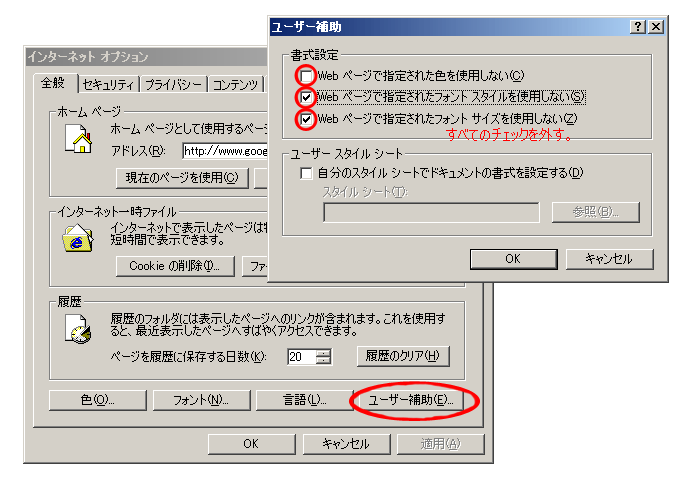 ユーザー補助
書式設定
Web ページで指定された色を使用しない(C)
Web ページで指定されたフォント スタイルを使用しない(S)
Web ページで指定されたフォント サイズを使用しない(Z)
すべてのチェックを外す。
ユーザー スタイル シート
自分のスタイル シートでドキュメントの書式を設定する(D)
スタイル シート(T):
参照(B)...
OK
キャンセル
インターネット オプション
全般
セキュリティ
プライバシー
コンテンツ
ホーム ページ
ホーム ページとして使用するペー
アドレス(R):
http://www.goog
現在のページを使用(C)
インターネット一時ファイル
インターネットで表示したページは
短時間で表示できます。
Cookie の削除(I)...
ファ
履歴
履歴のフォルダには表示したページへのリンクが含まれます。これを使用す
ると、最近表示したページへすばやくアクセスできます。
ページを履歴に保存する日数(K):
20
履歴のクリア(H)
色(O)...
フォント(N)...
言語(L)...
ユーザー補助(E)...
OK
キャンセル
適用(A)